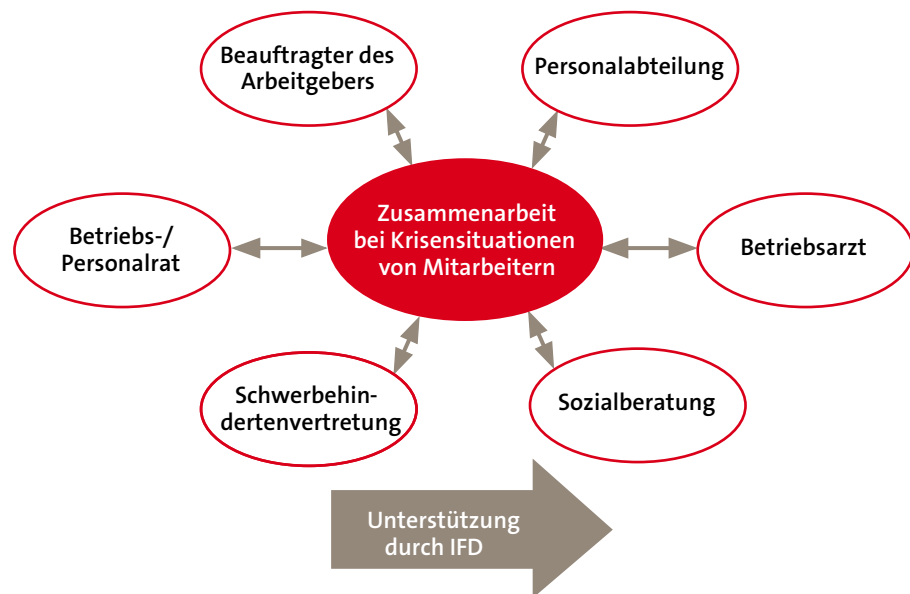 Beauftragter des
Arbeitgebers
Personalabteilung
Betriebs-/
Personalrat
Zusammenarbeit
bei Krisensituationen
von Mitarbeitern
Betriebsarzt
Schwerbehin-
dertenvertretung
Sozialberatung
Unterstützung
durch IFD